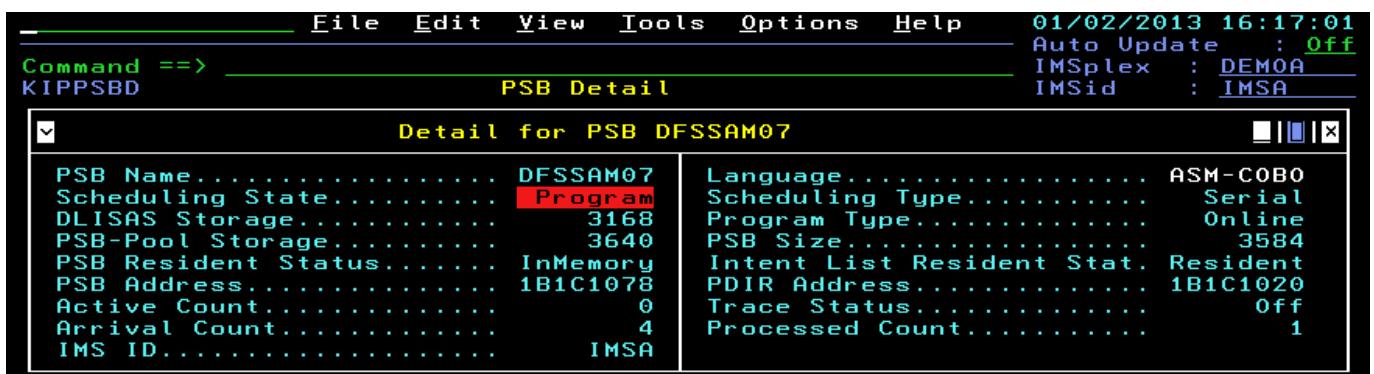 File Edit View Tools Options Help 01/02/2013 16:17:01
Auto Update : Off
Command ==> IMSplex : DEMOA
KIPPSBD PSB Detail IMSid : IMSA
Detail for PSB DFSSAM07
PSB Name.................. DFSSAM07
Scheduling State.......... Program
DLISAS Storage............ 3168
PSB-Pool Storage.......... 3640
PSB Resident Status....... InMemory
PSB Address............... 1B1C1078
Active Count.............. 0
Arrival Count............. 4
IMS ID.................... IMSA
Language.................. ASM-COBO
Scheduling Type........... Serial
Program Type.............. Online
PSB Size.................. 3584
Intent List Resident Stat. Resident
PDIR Address.............. 1B1C1020
Trace Status.............. Off
Processed Count........... 1